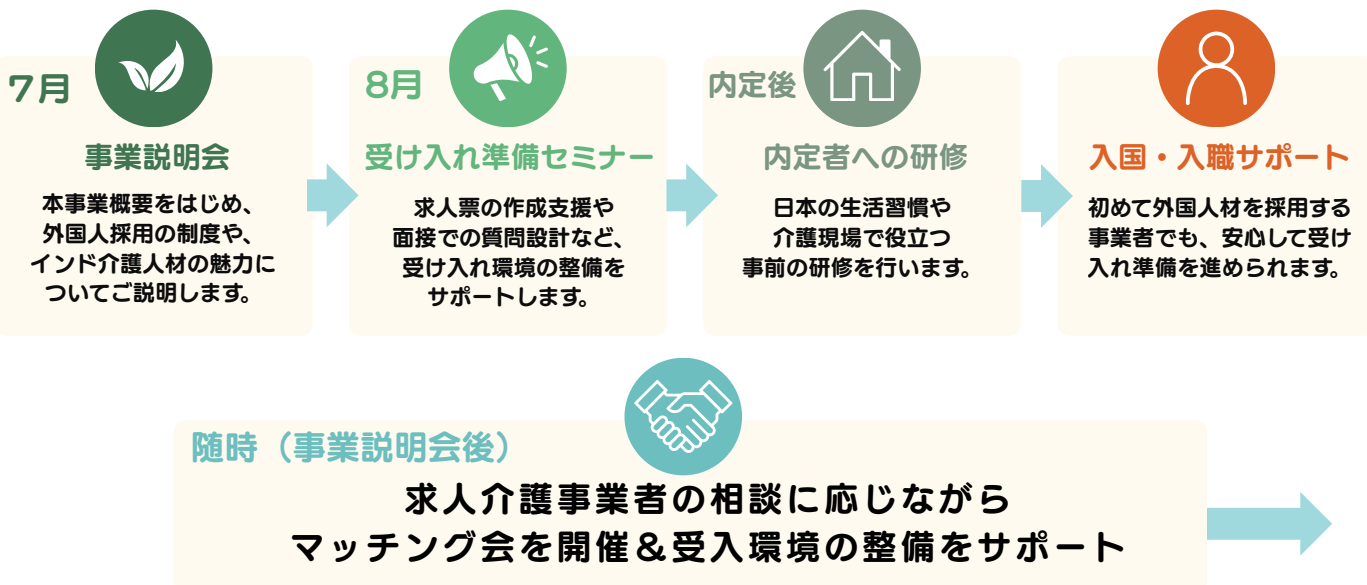 7月
事業説明会
本事業概要をはじめ、
外国人採用の制度や、
インド介護人材の魅力に
ついてご説明します。
8月
受け入れ準備セミナー
求人票の作成支援や
面接での質問設計など、
受け入れ環境の整備を
サポートします。
内定後
内定者への研修
日本の生活習慣や
介護現場で役立つ
事前の研修を行います。
入国・入職サポート
初めて外国人材を採用する
事業者でも、安心して受け
入れ準備を進められます。
随時（事業説明会後）
求人介護事業者の相談に応じながら
マッチング会を開催＆受入環境の整備をサポート